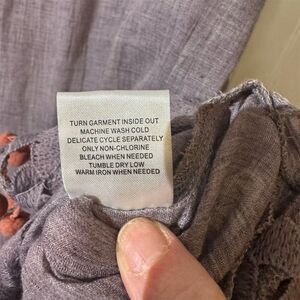 TURN GARMENT INSIDE OUT
MACHINE WASH COLD
DELICATE CYCLE SEPARATELY
ONLY NON-CHLORINE
BLEACH WHEN NEEDED
TUMBLE DRY LOW
WARM IRON WHEN NEEDED